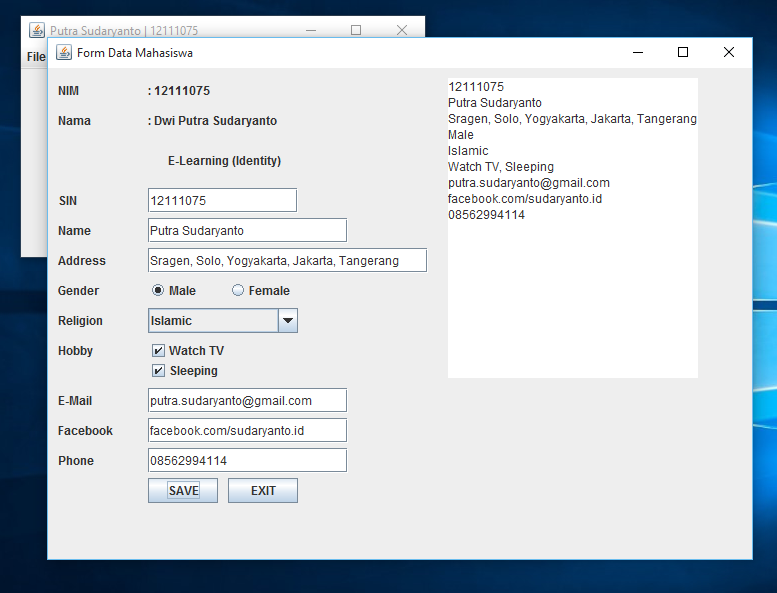 Putra Sudaryanto | 12111075
File
Form Data Mahasiswa
NIM : 12111075
Nama : Dwi Putra Sudaryanto
E-Learning (Identity)
SIN 12111075
Name Putra Sudaryanto
Address Sragen, Solo, Yogyakarta, Jakarta, Tangerang
Gender Male Female
Religion Islamic
Hobby Watch TV
Sleeping
E-Mail putra.sudaryanto@gmail.com
Facebook facebook.com/sudaryanto.id
Phone 08562994114
SAVE EXIT
12111075
Putra Sudaryanto
Sragen, Solo, Yogyakarta, Jakarta, Tangerang
Male
Islamic
Watch TV, Sleeping
putra.sudaryanto@gmail.com
facebook.com/sudaryanto.id
08562994114